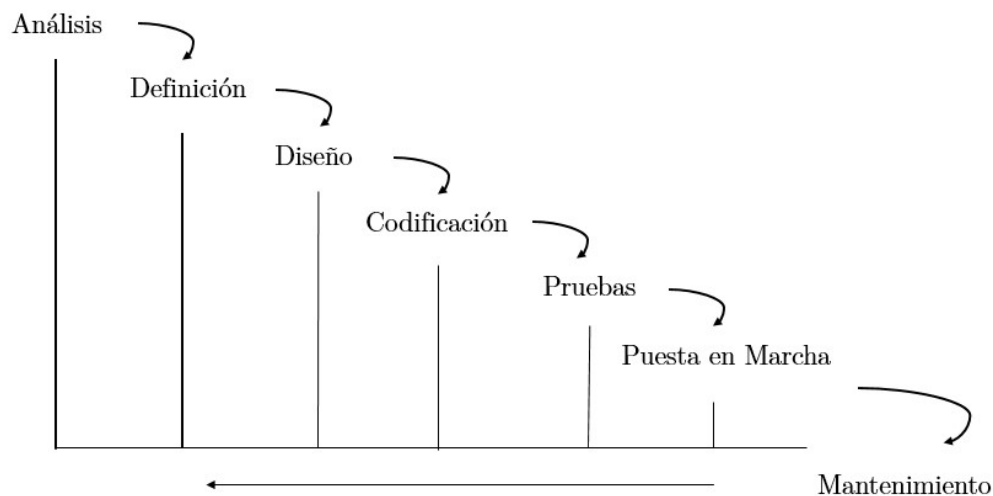 Análisis
Definición
Diseño
Codificación
Pruebas
Puesta en Marcha
Mantenimiento